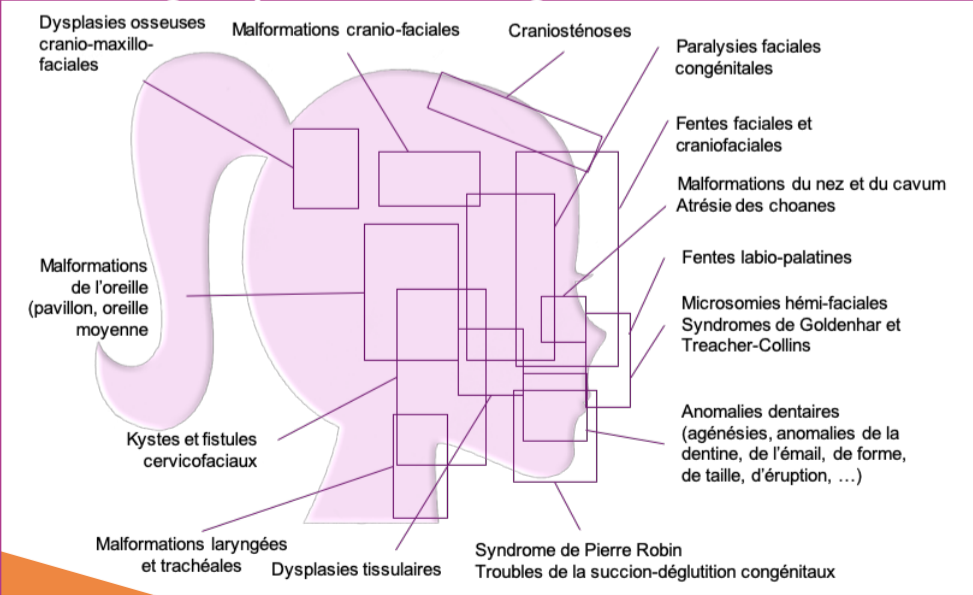 Dysplasies osseuses
cranio-maxillo-
faciales
Malformations cranio-faciales
Craniosténoses
Paralysies faciales
congénitales
Fentes faciales et
craniofaciales
Malformations du nez et du cavum
Atrésie des choanes
Fentes labio-palatines
Microsomies hémi-faciales
Syndromes de Goldenhar et
Treacher-Collins
Malformations
de l'oreille
(pavillon, oreille
moyenne
Anomalies dentaires
(agénésies, anomalies de la
dentine, de l'émail, de forme,
de taille, d'éruption, …)
Kystes et fistules
cervicofaciaux
Malformations laryngées
et trachéales
Dysplasies tissulaires
Syndrome de Pierre Robin
Troubles de la succion-déglutition congénitaux